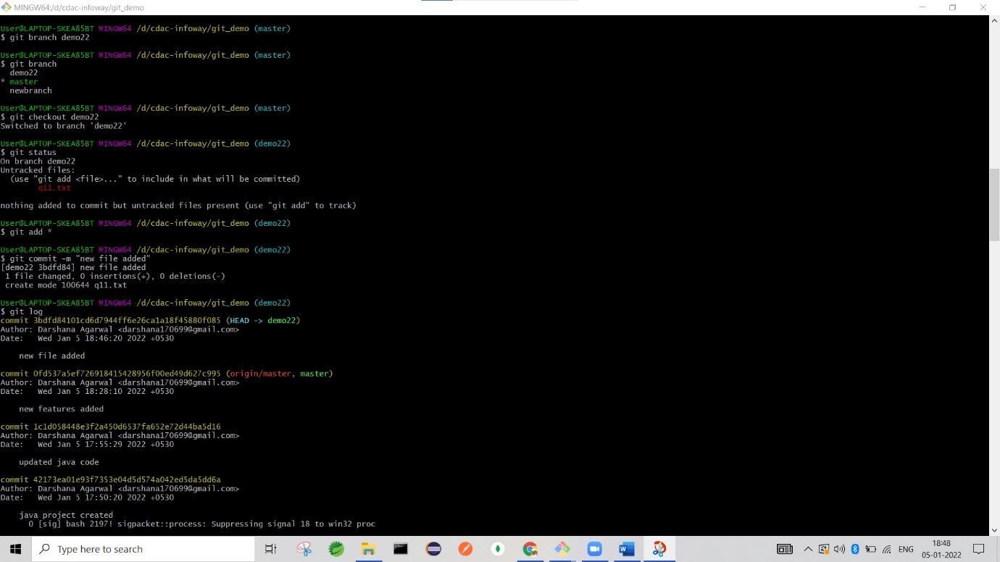 MINGW64:/d/cdac-infoway/git_demo
User@LAPTOP-SKEA85BT MINGW64 /d/cdac-infoway/git_demo (master)
$ git branch demo22
User@LAPTOP-SKEA85BT MINGW64 /d/cdac-infoway/git_demo (master)
$ git branch
demo22
* master
newbranch
User@LAPTOP-SKEA85BT MINGW64 /d/cdac-infoway/git_demo (master)
$ git checkout demo22
Switched to branch 'demo22'
User@LAPTOP-SKEA85BT MINGW64 /d/cdac-infoway/git_demo (demo22)
$ git status
On branch demo22
Untracked files:
(use "git add <file>..." to include in what will be committed)
q11.txt
nothing added to commit but untracked files present (use "git add" to track)
User@LAPTOP-SKEA85BT MINGW64 /d/cdac-infoway/git_demo (demo22)
$ git add *
User@LAPTOP-SKEA85BT MINGW64 /d/cdac-infoway/git_demo (demo22)
$ git commit -m "new file added"
[demo22 3bdfd84] new file added
1 file changed, 0 insertions(+), 0 deletions(-)
create mode 100644 q11.txt
User@LAPTOP-SKEA85BT MINGW64 /d/cdac-infoway/git_demo (demo22)
$ git log
commit 3bdfd84101cd6d7944ff6e26ca1a18f45880f085 (HEAD -> demo22)
Author: Darshana Agarwal <darshana170699@gmail.com>
Date: Wed Jan 5 18:46:20 2022 +0530
new file added
commit 0fd537a5ef726918415428956f00ed49d627c995 (origin/master, master)
Author: Darshana Agarwal <darshana170699@gmail.com>
Date: Wed Jan 5 18:28:10 2022 +0530
new features added
commit 1c1d058448e3f2a450d6537fa652e72d44ba5d16
Author: Darshana Agarwal <darshana170699@gmail.com>
Date: Wed Jan 5 17:55:29 2022 +0530
updated java code
commit 42173ea01e93f7353e04d5d574a042ed5da5dd6a
Author: Darshana Agarwal <darshana170699@gmail.com>
Date: Wed Jan 5 17:50:20 2022 +0530
java project created
0 [sig] bash 2197! sigpacket::process: Suppressing signal 18 to win32 proc
Type here to search
ENG
18:48
05-01-2022